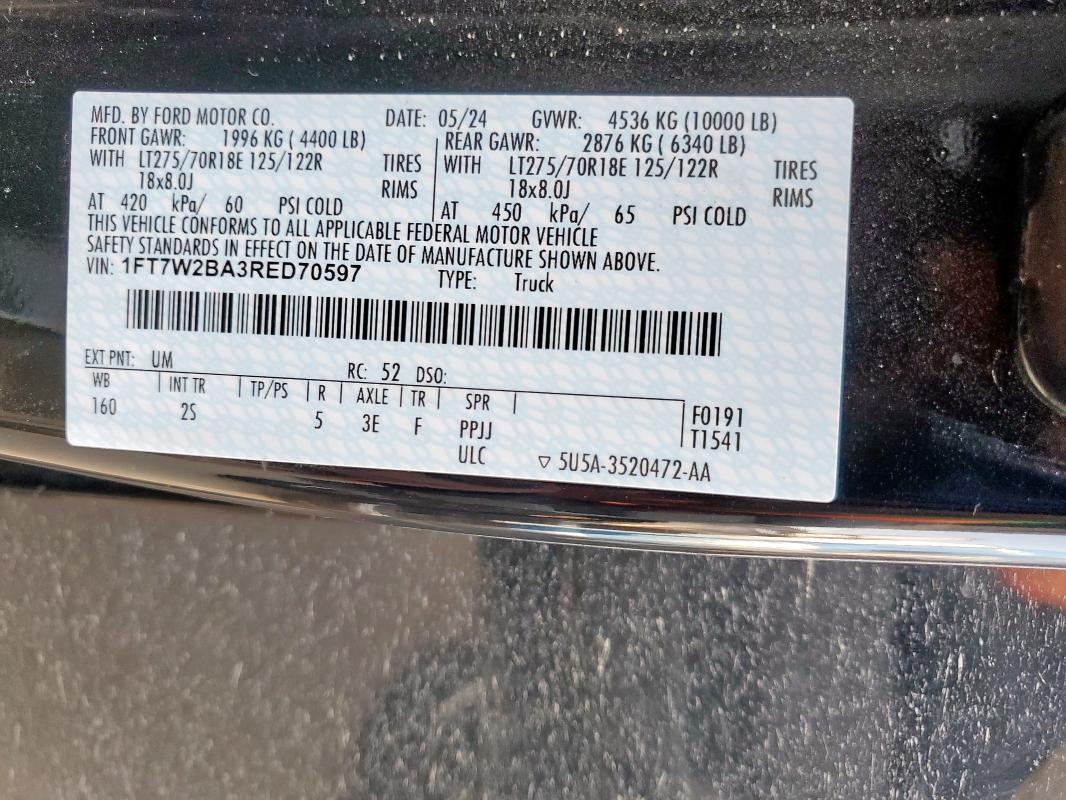 MFD. BY FORD MOTOR CO. DATE: 05/24 GVWR: 4536 KG (10000 LB)
FRONT GAWR: 1996 KG ( 4400 LB) REAR GAWR: 2876 KG ( 6340 LB)
WITH LT275/70R18E 125/122R TIRES WITH LT275/70R18E 125/122R TIRES
18x8.0J RIMS 18x8.0J RIMS
AT 420 kPa/ 60 PSI COLD AT 450 kPa/ 65 PSI COLD
THIS VEHICLE CONFORMS TO ALL APPLICABLE FEDERAL MOTOR VEHICLE
SAFETY STANDARDS IN EFFECT ON THE DATE OF MANUFACTURE SHOWN ABOVE.
VIN: 1FT7W2BA3RED70597 TYPE: Truck
EXT PNT: UM RC: 52 DSO:
WB INT TR TP/PS R AXLE TR SPR
160 2S 5 3E F PPJJ F0191
ULC T1541
▽ 5U5A-3520472-AA